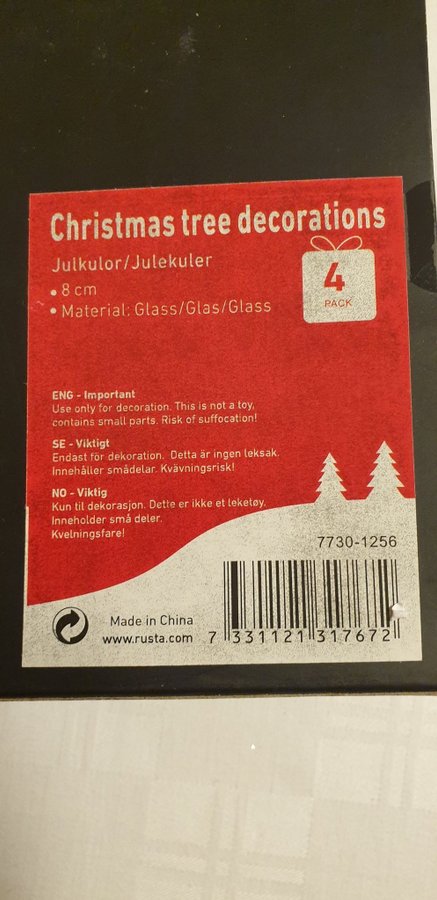 Christmas tree decorations
Julkulor/Julekuler
• 8 cm
• Material: Glass/Glas/Glass
4
PACK
ENG - Important
Use only for decoration. This is not a toy,
contains small parts. Risk of suffocation!
SE - Viktigt
Endast för dekoration. Detta är ingen leksak.
Innehåller smådelar. Kvävningsrisk!
NO - Viktig
Kun til dekorasjon. Dette er ikke et leketøy.
Inneholder små deler.
Kvelningsfare!
7730-1256
Made in China
www.rusta.com
7 331121 317672